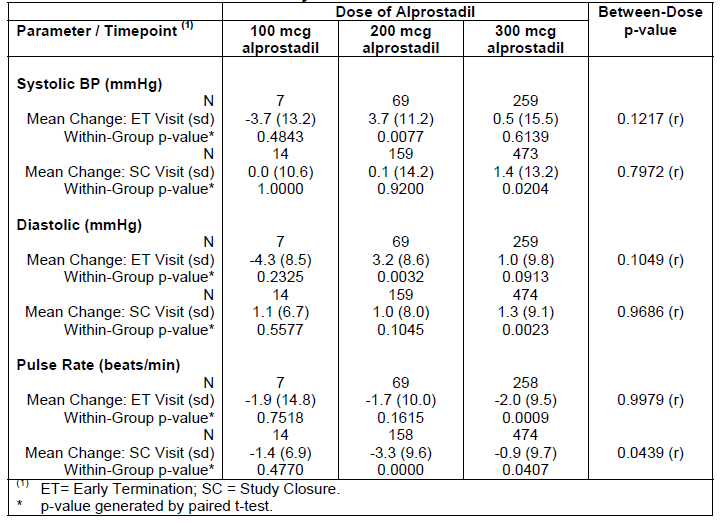 Dose of Alprostadil Between-Dose
Parameter / Timepoint (1) 100 mcg 200 mcg 300 mcg p-value
alprostadil alprostadil alprostadil
Systolic BP (mmHg)
N 7 69 259
Mean Change: ET Visit (sd) -3.7 (13.2) 3.7 (11.2) 0.5 (15.5) 0.1217 (r)
Within-Group p-value* 0.4843 0.0077 0.6139
N 14 159 473
Mean Change: SC Visit (sd) 0.0 (10.6) 0.1 (14.2) 1.4 (13.2) 0.7972 (r)
Within-Group p-value* 1.0000 0.9200 0.0204
Diastolic (mmHg)
N 7 69 259
Mean Change: ET Visit (sd) -4.3 (8.5) 3.2 (8.6) 1.0 (9.8) 0.1049 (r)
Within-Group p-value* 0.2325 0.0032 0.0913
N 14 159 474
Mean Change: SC Visit (sd) 1.1 (6.7) 1.0 (8.0) 1.3 (9.1) 0.9686 (r)
Within-Group p-value* 0.5577 0.1045 0.0023
Pulse Rate (beats/min)
N 7 69 258
Mean Change: ET Visit (sd) -1.9 (14.8) -1.7 (10.0) -2.0 (9.5) 0.9979 (r)
Within-Group p-value* 0.7518 0.1615 0.0009
N 14 158 474
Mean Change: SC Visit (sd) -1.4 (6.9) -3.3 (9.6) -0.9 (9.7) 0.0439 (r)
Within-Group p-value* 0.4770 0.0000 0.0407
(1) ET= Early Termination; SC = Study Closure.
* p-value generated by paired t-test.